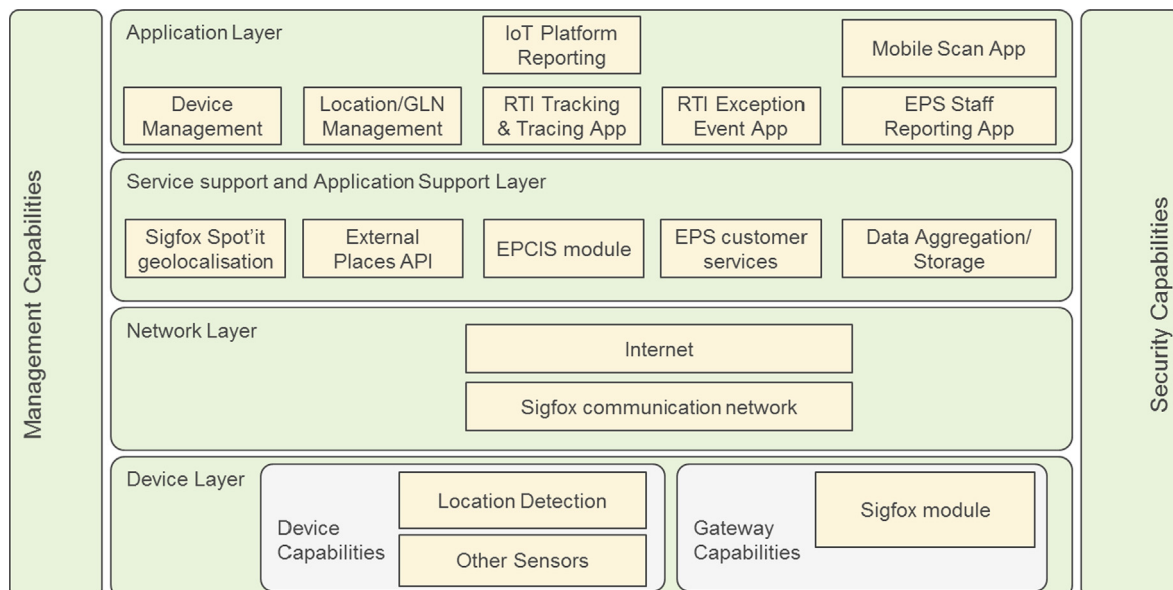 Management Capabilities
Application Layer
IoT Platform
Reporting
Mobile Scan App
Device
Management
Location/GLN
Management
RTI Tracking
& Tracing App
RTI Exception
Event App
EPS Staff
Reporting App
Service support and Application Support Layer
Sigfox Spot'it
geolocalisation
External
Places API
EPCIS module
EPS customer
services
Data Aggregation/
Storage
Network Layer
Internet
Sigfox communication network
Device Layer
Device
Capabilities
Location Detection
Other Sensors
Gateway
Capabilities
Sigfox module
Security Capabilities